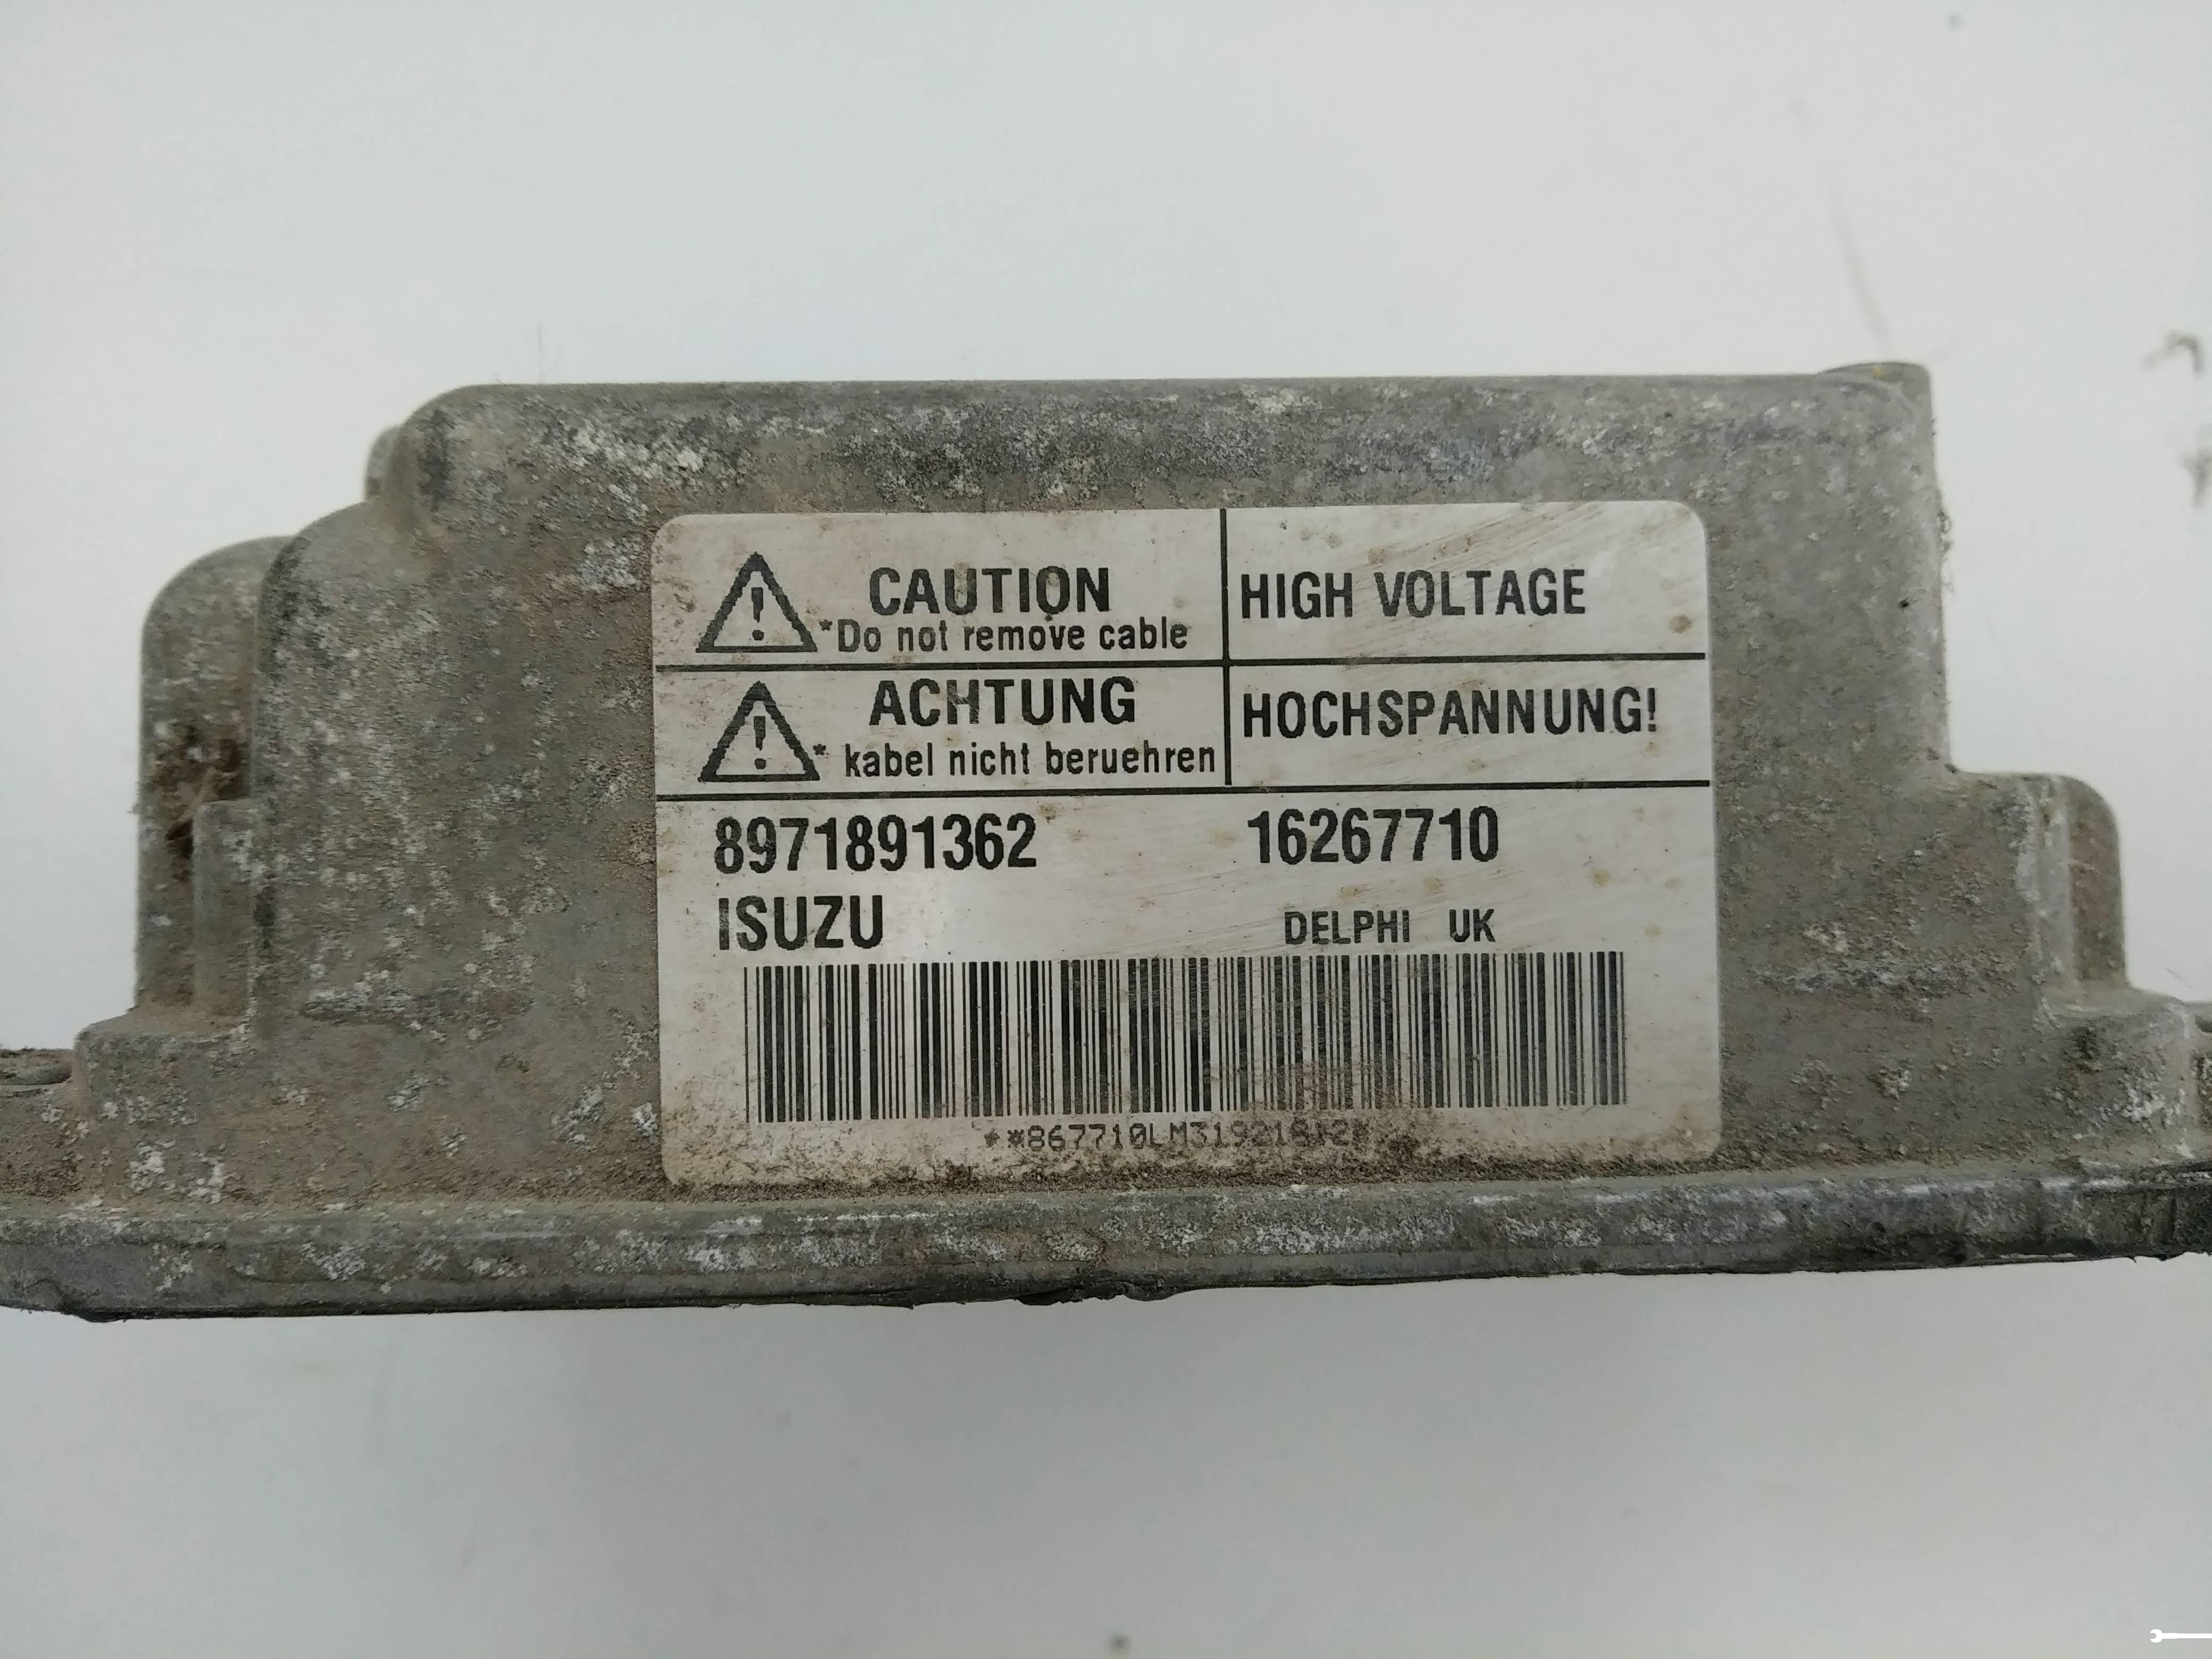 CAUTION
*Do not remove cable
HIGH VOLTAGE
ACHTUNG
* kabel nicht beruehren
HOCHSPANNUNG!
8971891362 16267710
ISUZU DELPHI UK